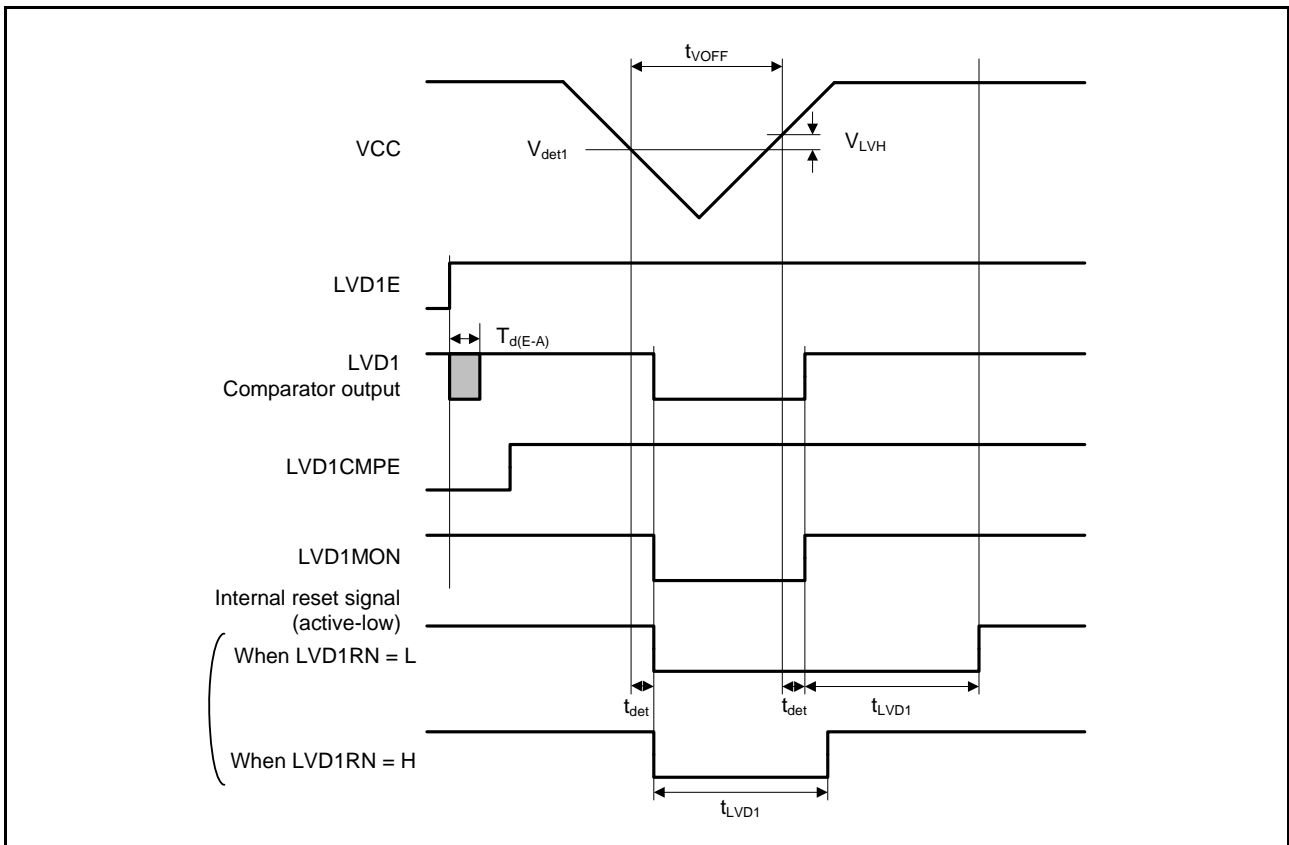 tVOFF
VCC
Vdet1
VLVH
LVD1E
Td(E-A)
LVD1
Comparator output
LVD1CMPE
LVD1MON
Internal reset signal
(active-low)
When LVD1RN = L
tdet
tdet
tLVD1
When LVD1RN = H
tLVD1